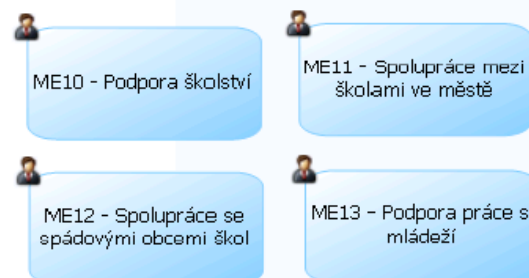 ME10 - Podpora školství
ME11 - Spolupráce mezi
školami ve městě
ME12 - Spolupráce se
spádovými obcemi škol
ME13 - Podpora práce s
mládeží